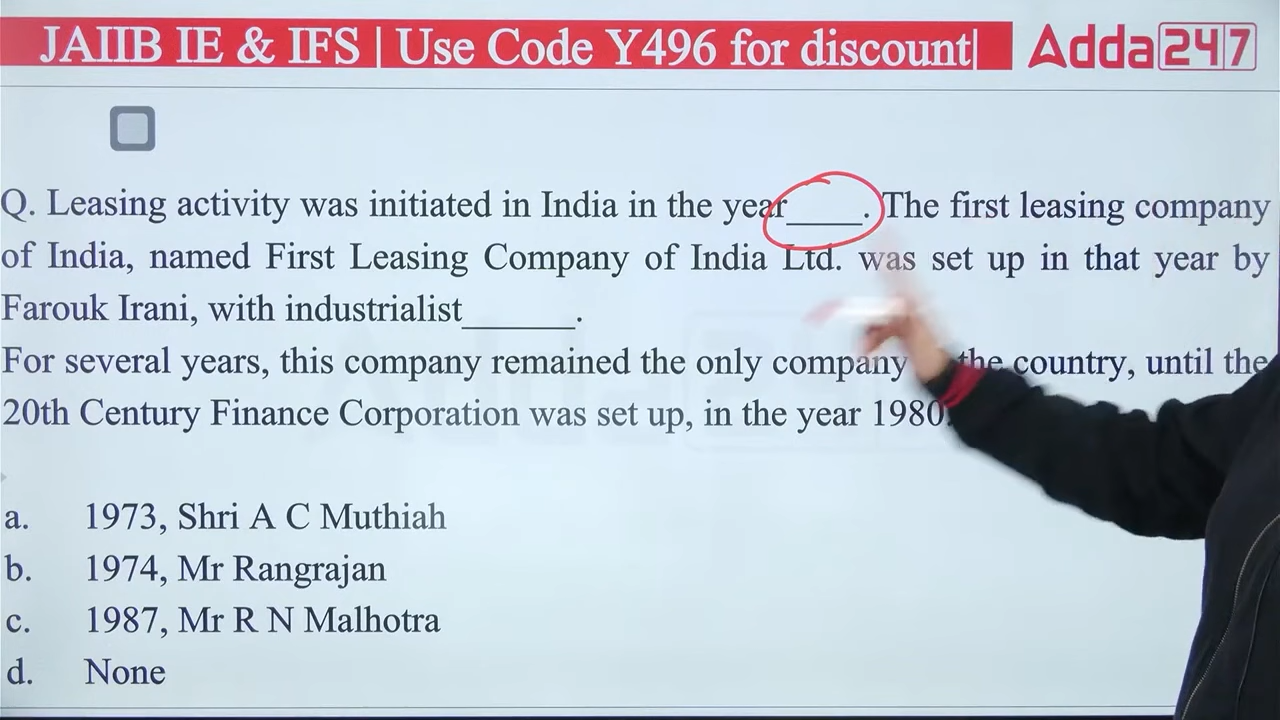 JAIIB IE & IFS | Use Code Y496 for discount|
Adda247
Q. Leasing activity was initiated in India in the year_____. The first leasing company
of India, named First Leasing Company of India Ltd. was set up in that year by
Farouk Irani, with industrialist_______.
For several years, this company remained the only company the country, until the
20th Century Finance Corporation was set up, in the year 1980.
a. 1973, Shri A C Muthiah
b. 1974, Mr Rangrajan
c. 1987, Mr R N Malhotra
d. None